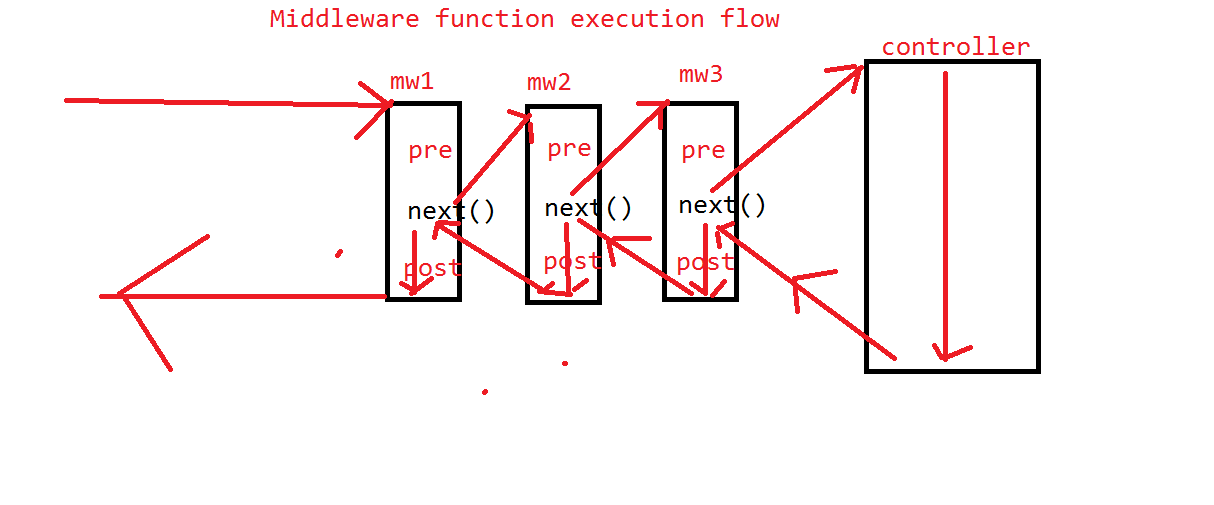 Middleware function execution flow
controller
mw1
mw2
mw3
pre
pre
pre
next()
next()
next()
post
post
post